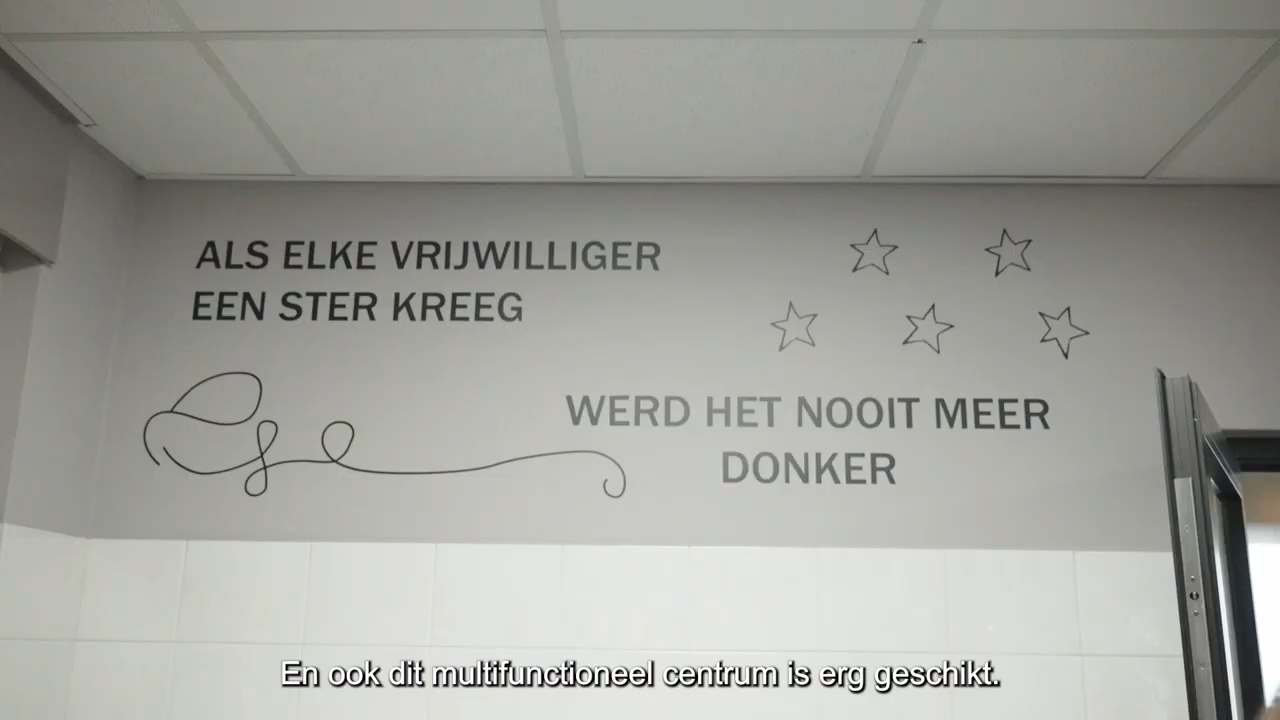 ALS ELKE VRIJWILLIGER
EEN STER KREEG
WERD HET NOOIT MEER
DONKER
En ook dit multifunctioneel centrum is erg geschikt.